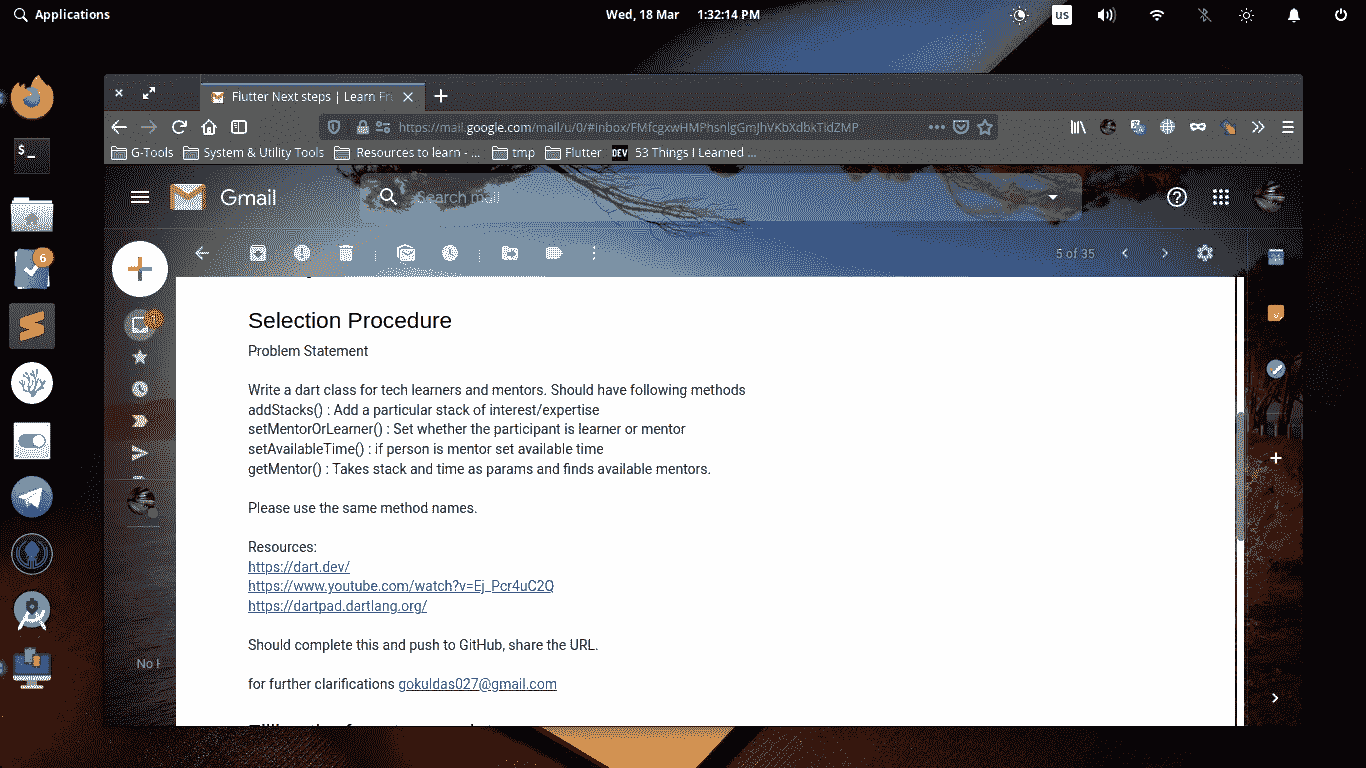 Applications
Wed, 18 Mar 1:32:14 PM
us
Flutter Next steps | Learn Fr
https://mail.google.com/mail/u/0/#inbox/
G-Tools
System & Utility Tools
Resources to learn - ...
tmp
Flutter
DEV
53 Things I Learned ...
Gmail
Search mail
5 of 35
6
1
Selection Procedure
Problem Statement
Write a dart class for tech learners and mentors. Should have following methods
addStacks() : Add a particular stack of interest/expertise
setMentorOrLearner() : Set whether the participant is learner or mentor
setAvailableTime() : if person is mentor set available time
getMentor() : Takes stack and time as params and finds available mentors.
Please use the same method names.
Resources:
https://dart.dev/
https://www.youtube.com/watch?v=Ej_Pcr4uC2Q
https://dartpad.dartlang.org/
Should complete this and push to GitHub, share the URL.
for further clarifications gokuldas027@gmail.com
No